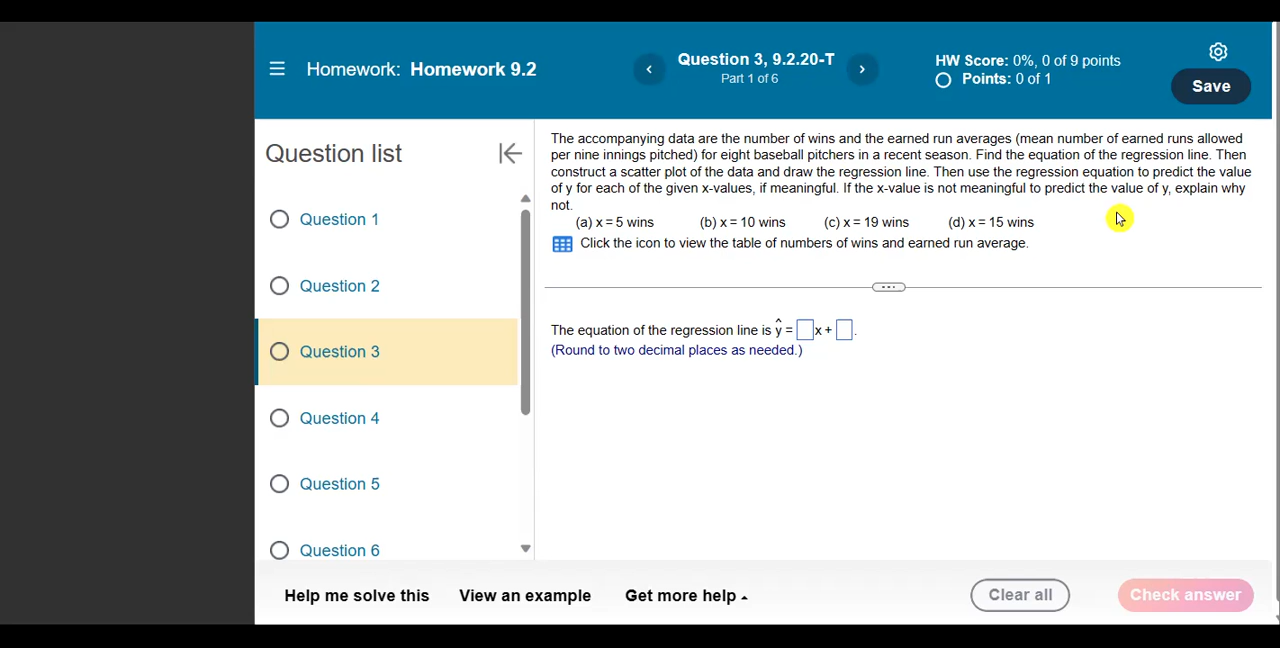 ☰ Homework: Homework 9.2
‹ Question 3, 9.2.20-T ›
Part 1 of 6
HW Score: 0%, 0 of 9 points
Points: 0 of 1
Save
Question list
Question 1
Question 2
Question 3
Question 4
Question 5
Question 6
The accompanying data are the number of wins and the earned run averages (mean number of earned runs allowed
per nine innings pitched) for eight baseball pitchers in a recent season. Find the equation of the regression line. Then
construct a scatter plot of the data and draw the regression line. Then use the regression equation to predict the value
of y for each of the given x-values, if meaningful. If the x-value is not meaningful to predict the value of y, explain why
not.
(a) x = 5 wins (b) x = 10 wins (c) x = 19 wins (d) x = 15 wins
Click the icon to view the table of numbers of wins and earned run average.
The equation of the regression line is ŷ = x + .
(Round to two decimal places as needed.)
Help me solve this View an example Get more help
Clear all Check answer